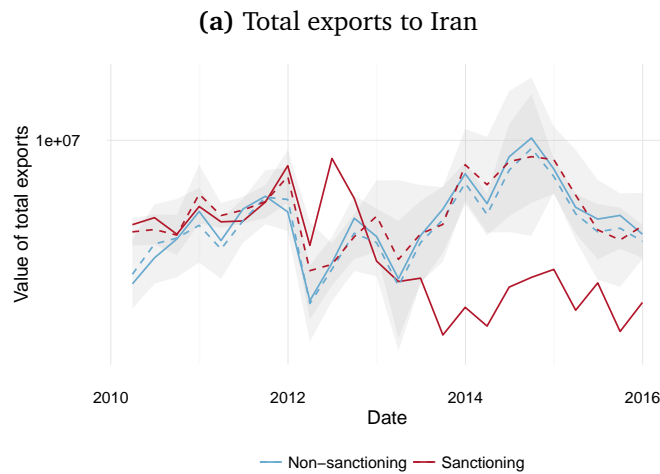 (a) Total exports to Iran
1e+07
Value of total exports
2010
2012
2014
2016
Date
Non−sanctioning
Sanctioning